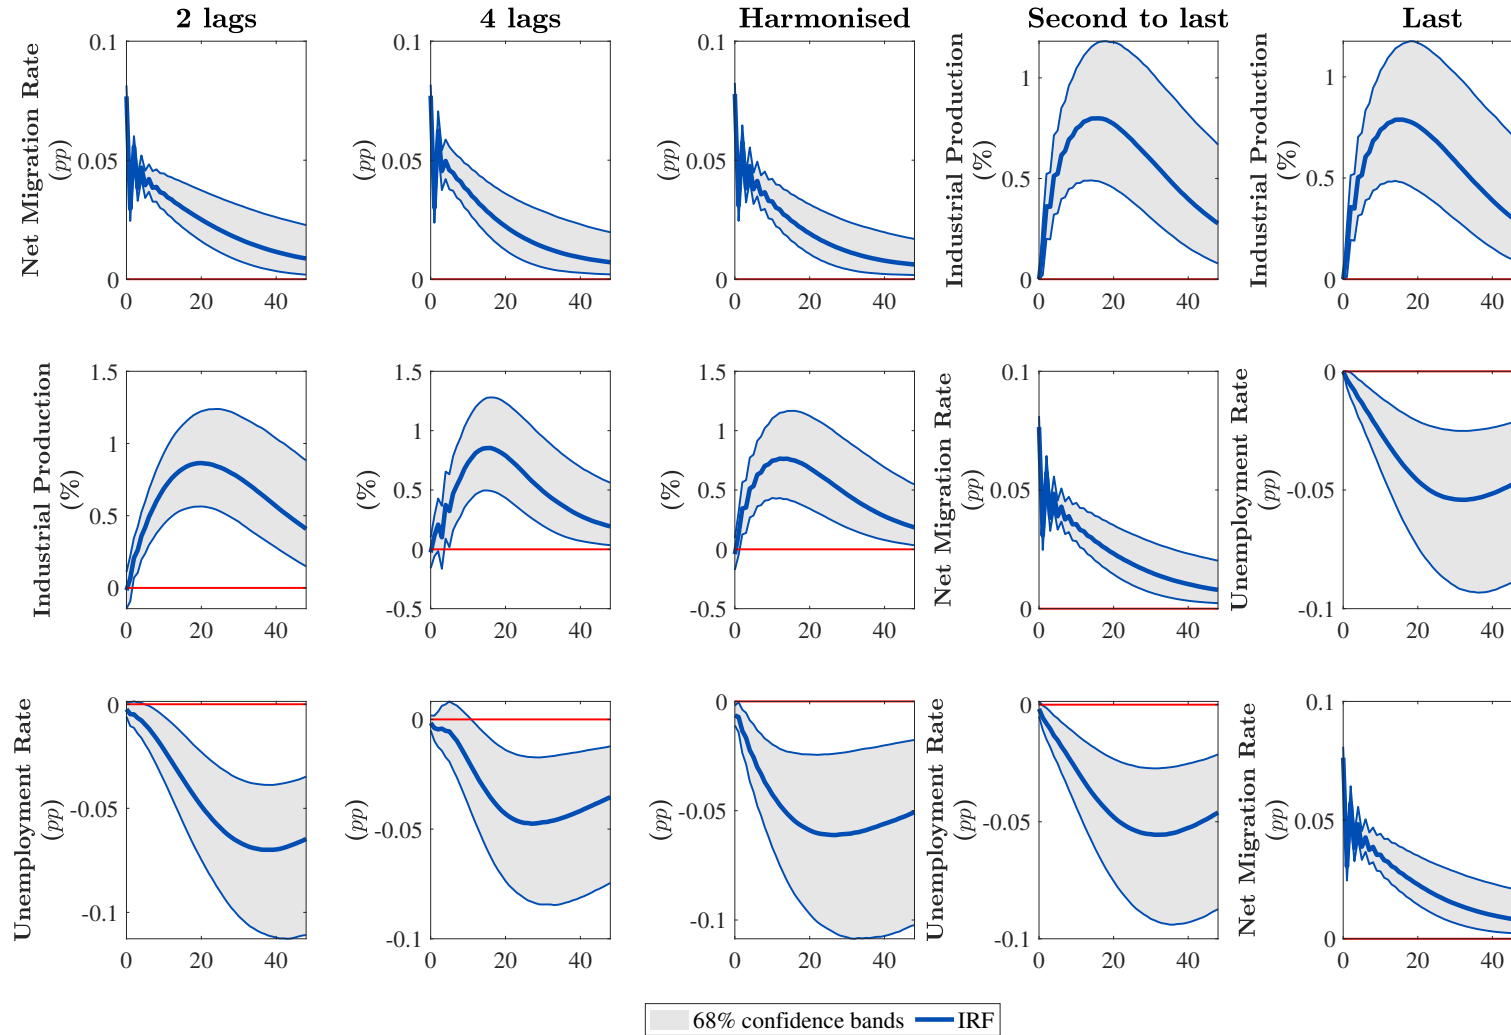 2 lags
4 lags
Harmonised
Second to last
Last
Net Migration Rate
(pp)
0.1
0.05
0
0 20 40
(pp)
0.1
0.05
0
0 20 40
(pp)
0.1
0.05
0
0 20 40
Industrial Production
(%)
1
0.5
0
0 20 40
Industrial Production
(%)
1
0.5
0
0 20 40
Industrial Production
(%)
1.5
1
0.5
0
0 20 40
(%)
1.5
1
0.5
0
-0.5
0 20 40
(%)
1.5
1
0.5
0
-0.5
0 20 40
Net Migration Rate
(pp)
0.1
0.05
0
0 20 40
Unemployment Rate
(pp)
0
-0.05
-0.1
0 20 40
Unemployment Rate
(pp)
0
-0.05
-0.1
0 20 40
(pp)
0
-0.05
-0.1
0 20 40
(pp)
0
-0.05
-0.1
0 20 40
Unemployment Rate
(pp)
0
-0.05
-0.1
0 20 40
Net Migration Rate
(pp)
0.1
0.05
0
0 20 40
68% confidence bands IRF